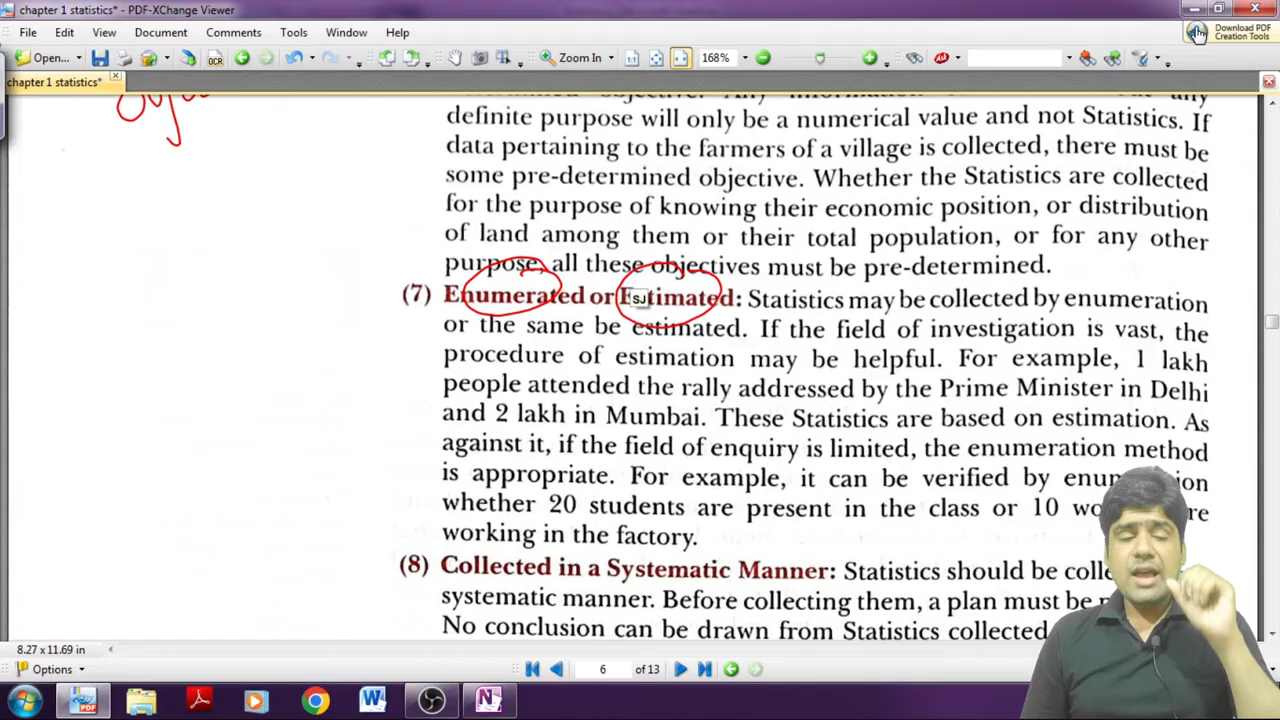 chapter 1 statistics* - PDF-XChange Viewer
File Edit View Document Comments Tools Window Help
Download PDF
Creation Tools
Open... OCR Zoom In 168%
chapter 1 statistics*
definite purpose will only be a numerical value and not Statistics. If
data pertaining to the farmers of a village is collected, there must be
some pre-determined objective. Whether the Statistics are collected
for the purpose of knowing their economic position, or distribution
of land among them or their total population, or for any other
purpose, all these objectives must be pre-determined.
(7) Enumerated or Estimated: Statistics may be collected by enumeration
or the same be estimated. If the field of investigation is vast, the
procedure of estimation may be helpful. For example, 1 lakh
people attended the rally addressed by the Prime Minister in Delhi
and 2 lakh in Mumbai. These Statistics are based on estimation. As
against it, if the field of enquiry is limited, the enumeration method
is appropriate. For example, it can be verified by
whether 20 students are present in the class or 10
working in the factory.
(8) Collected in a Systematic Manner: Statistics should be
systematic manner. Before collecting them, a plan must be
No conclusion can be drawn from Statistics collected
8.27 x 11.69 in
Options 6 of 13